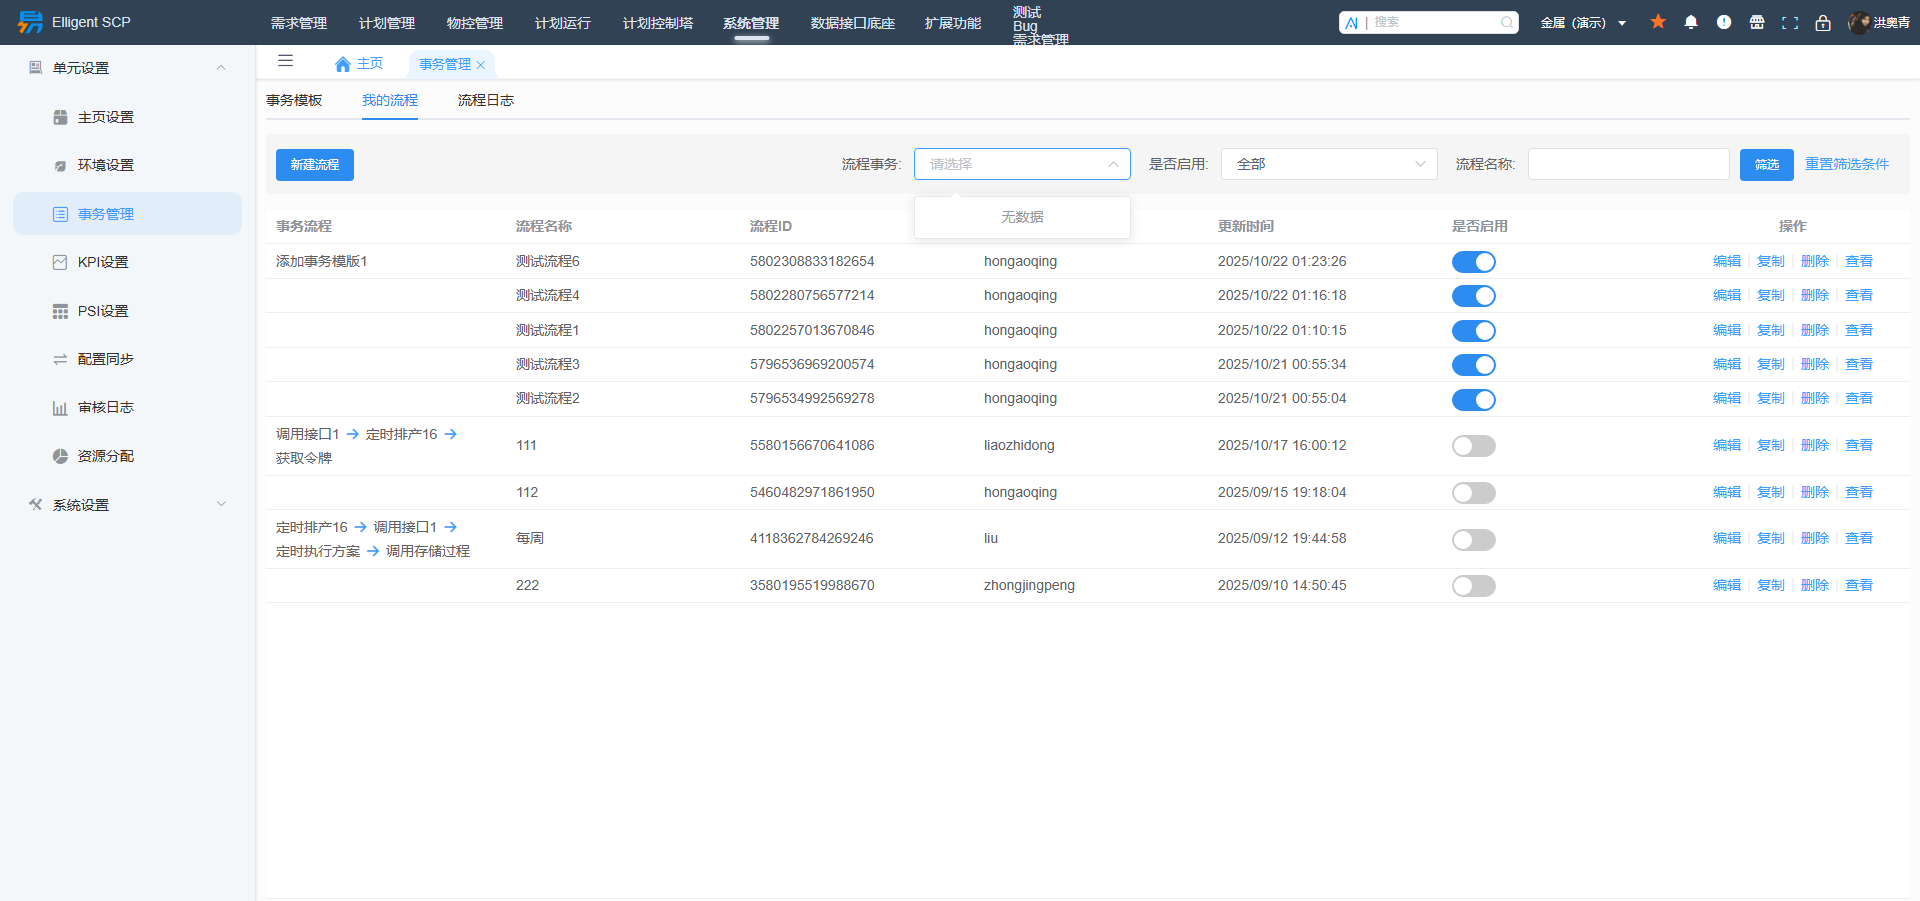 Elligent SCP
需求管理 计划管理 物控管理 计划运行 计划控制塔 系统管理 数据接口底座 扩展功能
测试
Bug
需求管理
AI | 搜索
金属（演示）
洪奥青
单元设置
主页设置
环境设置
事务管理
KPI设置
PSI设置
配置同步
审核日志
资源分配
系统设置
主页 事务管理
事务模板 我的流程 流程日志
新建流程 流程事务: 请选择 是否启用: 全部 流程名称: 筛选 重置筛选条件
无数据
事务流程 流程名称 流程ID 更新时间 是否启用 操作
添加事务模版1 测试流程6 5802308833182654 hongaoqing 2025/10/22 01:23:26 编辑 复制 删除 查看
测试流程4 5802280756577214 hongaoqing 2025/10/22 01:16:18 编辑 复制 删除 查看
测试流程1 5802257013670846 hongaoqing 2025/10/22 01:10:15 编辑 复制 删除 查看
测试流程3 5796536969200574 hongaoqing 2025/10/21 00:55:34 编辑 复制 删除 查看
测试流程2 5796534992569278 hongaoqing 2025/10/21 00:55:04 编辑 复制 删除 查看
调用接口1 → 定时排产16 →
获取令牌
111 5580156670641086 liaozhidong 2025/10/17 16:00:12 编辑 复制 删除 查看
112 5460482971861950 hongaoqing 2025/09/15 19:18:04 编辑 复制 删除 查看
定时排产16 → 调用接口1 →
定时执行方案 → 调用存储过程
每周 4118362784269246 liu 2025/09/12 19:44:58 编辑 复制 删除 查看
222 3580195519988670 zhongjingpeng 2025/09/10 14:50:45 编辑 复制 删除 查看